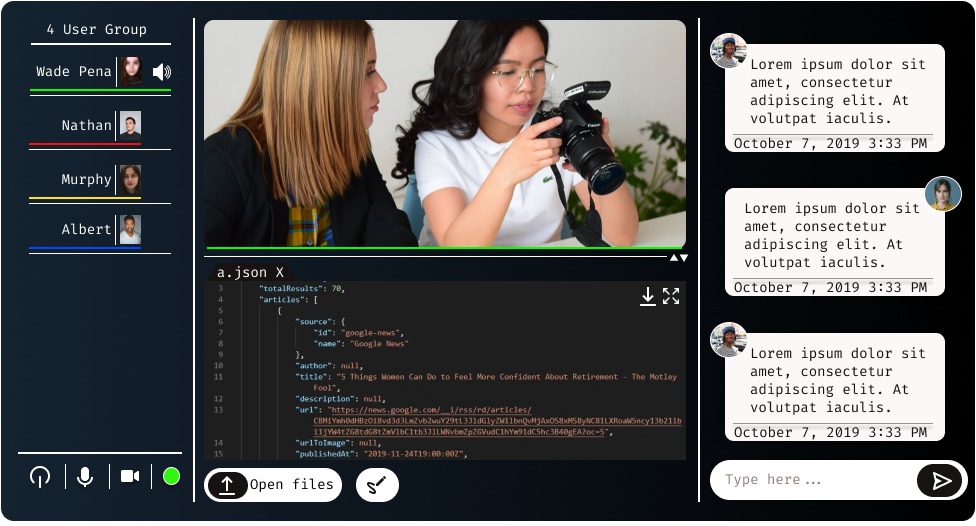 4 User Group
Wade Pena
Nathan
Murphy
Albert
a.json X
3 "totalResults": 70,
4 "articles": [
5 {
6 "source": {
7 "id": "google-news",
8 "name": "Google News"
9 },
10 "author": null,
11 "title": "5 Things Women Can Do to Feel More Confident About Retirement - The Motley
Fool",
12 "description": null,
13 "url": "https://news.google.com/__i/rss/rd/articles/
14 "urlToImage": null,
15 "publishedAt": "2019-11-24T19:00:00Z",
Open files
Lorem ipsum dolor sit
amet, consectetur
adipiscing elit. At
volutpat iaculis.
October 7, 2019 3:33 PM
Lorem ipsum dolor sit
amet, consectetur
adipiscing elit. At
volutpat iaculis.
October 7, 2019 3:33 PM
Lorem ipsum dolor sit
amet, consectetur
adipiscing elit. At
volutpat iaculis.
October 7, 2019 3:33 PM
Type here...